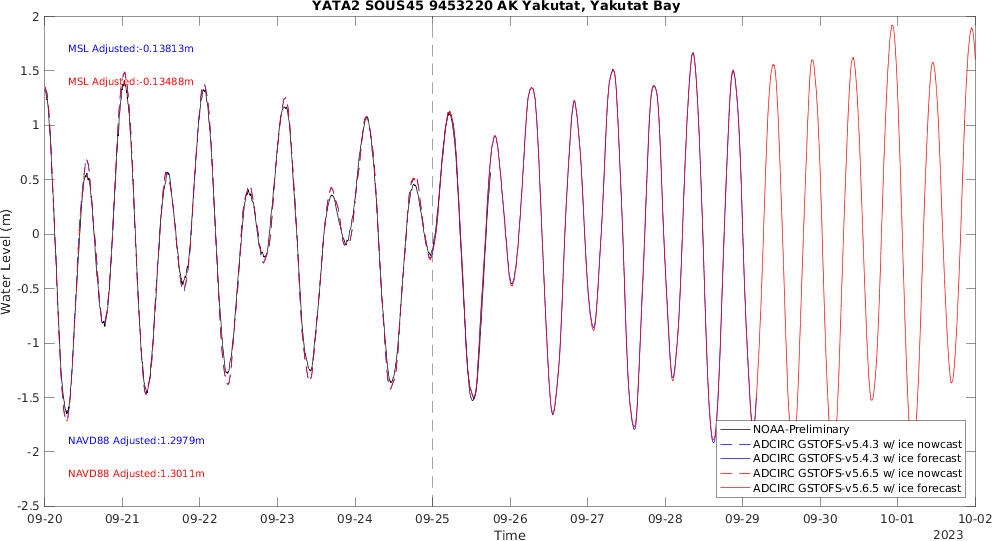 YATA2 SOUS45 9453220 AK Yakutat, Yakutat Bay
MSL Adjusted:-0.13813m
MSL Adjusted:-0.13488m
NAVD88 Adjusted:1.2979m
NAVD88 Adjusted:1.3011m
Water Level (m)
2
1.5
1
0.5
0
-0.5
-1
-1.5
-2
-2.5
NOAA-Preliminary
ADCIRC GSTOFS-v5.4.3 w/ ice nowcast
ADCIRC GSTOFS-v5.4.3 w/ ice forecast
ADCIRC GSTOFS-v5.6.5 w/ ice nowcast
ADCIRC GSTOFS-v5.6.5 w/ ice forecast
09-20 09-21 09-22 09-23 09-24 09-25 09-26 09-27 09-28 09-29 09-30 10-01 10-02
Time
2023